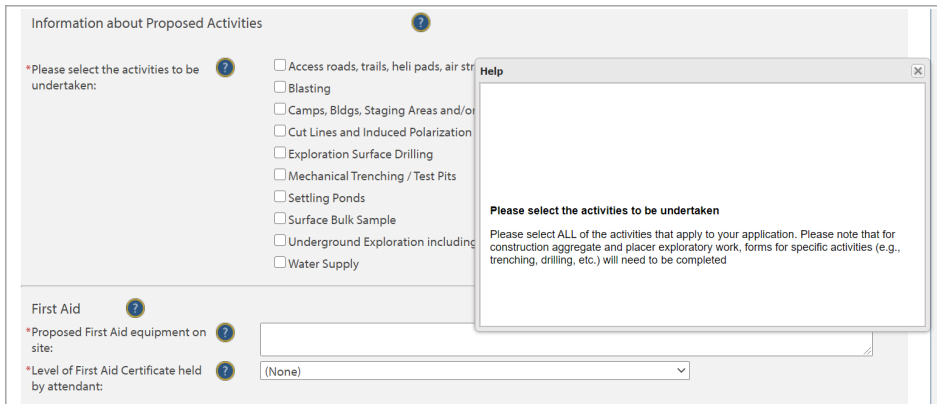 Information about Proposed Activities ?
*Please select the activities to be ?
undertaken:
Access roads, trails, heli pads, air str
Blasting
Camps, Bldgs, Staging Areas and/or
Cut Lines and Induced Polarization
Exploration Surface Drilling
Mechanical Trenching / Test Pits
Settling Ponds
Surface Bulk Sample
Underground Exploration including
Water Supply
Help
Please select the activities to be undertaken
Please select ALL of the activities that apply to your application. Please note that for
construction aggregate and placer exploratory work, forms for specific activities (e.g.,
trenching, drilling, etc.) will need to be completed
First Aid ?
*Proposed First Aid equipment on ?
site:
*Level of First Aid Certificate held ?
by attendant:
(None)